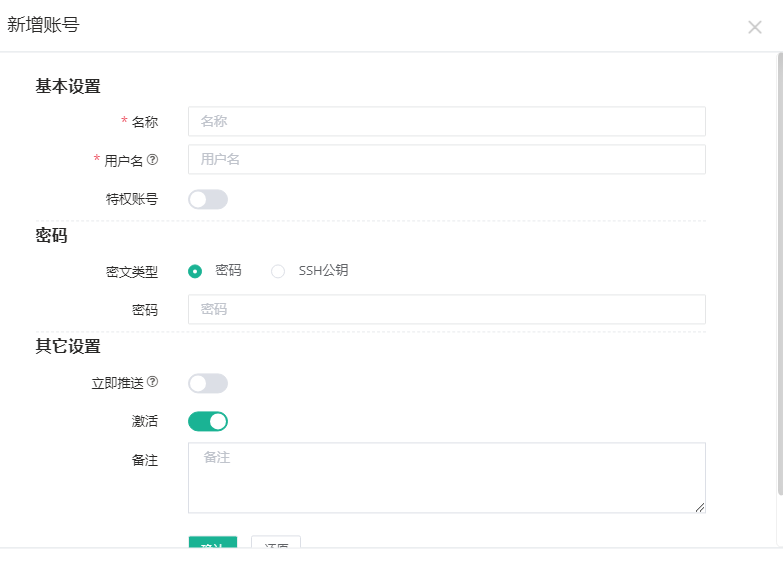 新增账号
基本设置
* 名称 名称
* 用户名 用户名
特权账号
密码
密文类型 密码 SSH公钥
密码 密码
其它设置
立即推送
激活
备注 备注